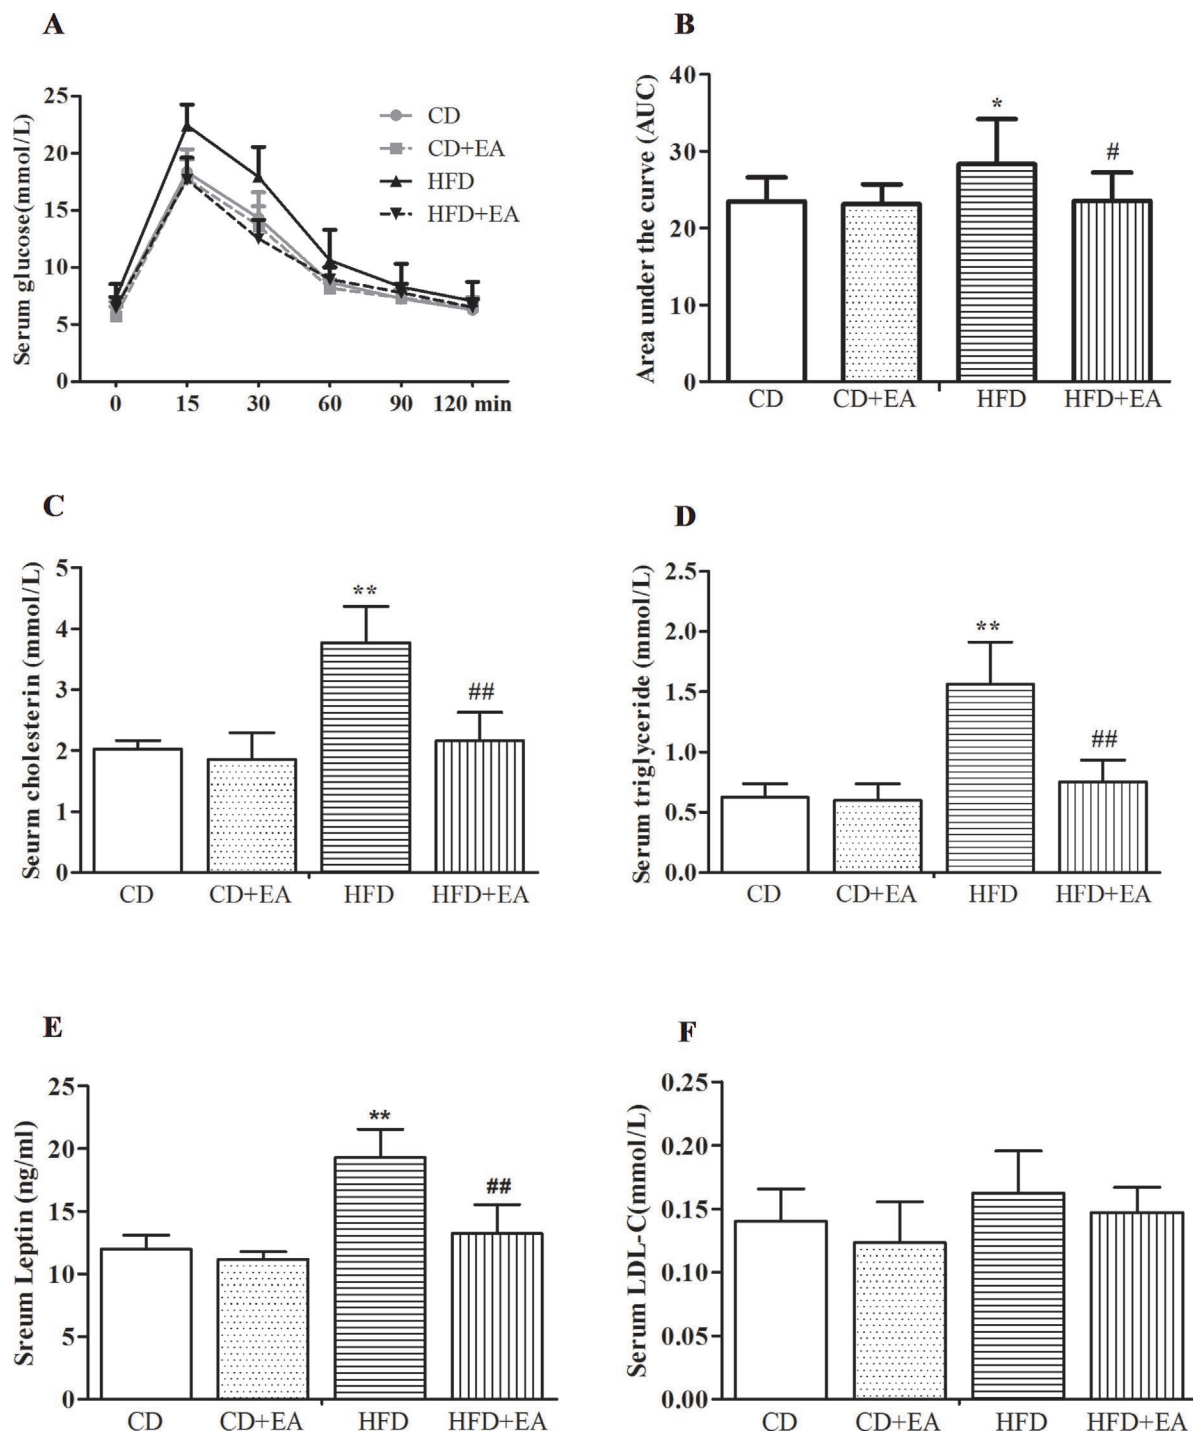 A
Serum glucose(mmol/L)
25
20
15
10
5
0
0 15 30 60 90 120 min
CD
CD+EA
HFD
HFD+EA
B
Area under the curve (AUC)
40
30
20
10
0
*
#
CD CD+EA HFD HFD+EA
C
Seurm cholesterin (mmol/L)
5
4
3
2
1
0
**
##
CD CD+EA HFD HFD+EA
D
Serum triglyceride (mmol/L)
2.5
2.0
1.5
1.0
0.5
0.0
**
##
CD CD+EA HFD HFD+EA
E
Sreum Leptin (ng/ml)
25
20
15
10
5
0
**
##
CD CD+EA HFD HFD+EA
F
Serum LDL-C(mmol/L)
0.25
0.20
0.15
0.10
0.05
0.00
CD CD+EA HFD HFD+EA